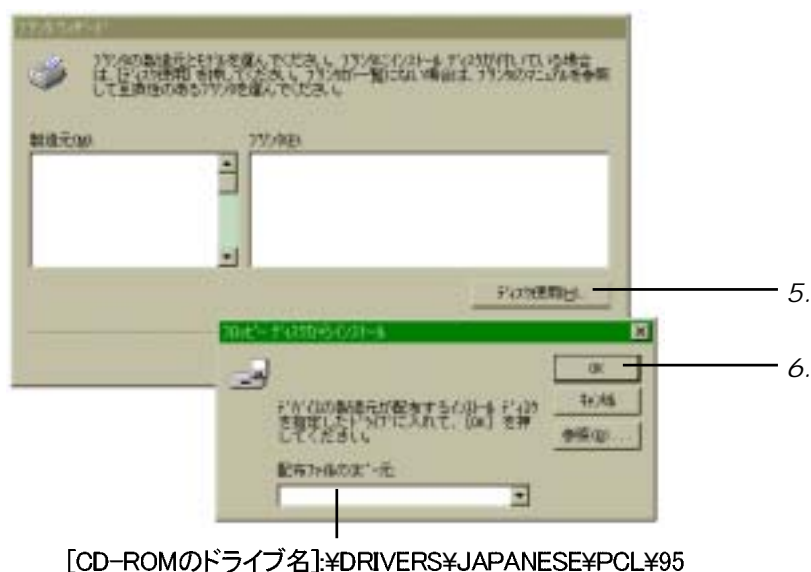 プリンタ ウィザード
プリンタの製造元とモデルを選んでください。プリンタにインストール ディスクが付いている場合
は、[ディスク使用] を押してください。プリンタが一覧にない場合は、プリンタのマニュアルを参照
して互換性のあるプリンタを選んでください。
製造元(M):
プリンタ(P):
ディスク使用(H)...
5.
フロッピー ディスクからインストール
OK
6.
デバイスの製造元が配布するインストール ディスク
を指定したドライブに入れて、[OK] を押
してください。
キャンセル
参照(B)...
配布ファイルのコピー元:
[CD-ROMのドライブ名]:¥DRIVERS¥JAPANESE¥PCL¥95